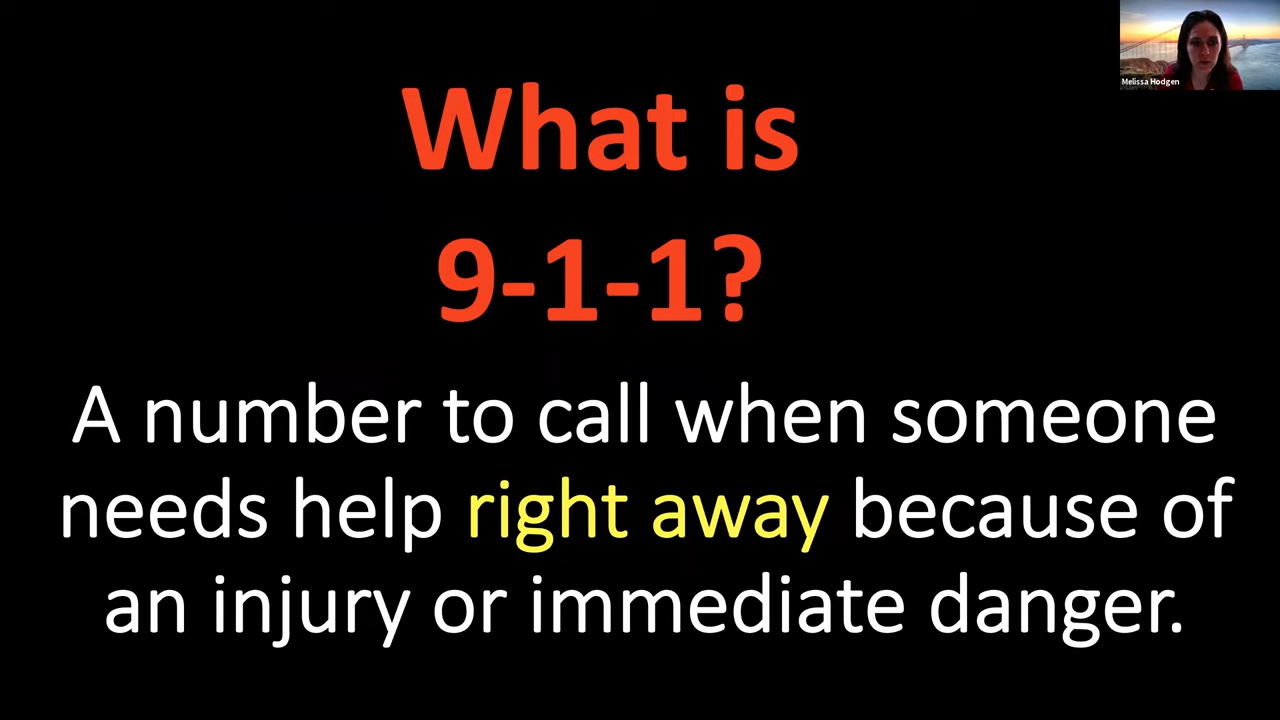 Melissa Hodgen
What is
9-1-1?
A number to call when someone
needs help right away because of
an injury or immediate danger.